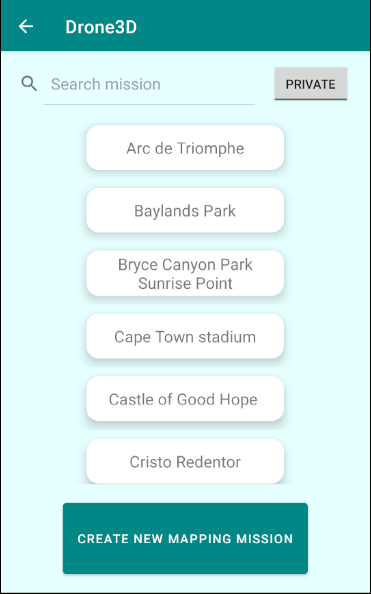 Drone3D
Search mission
PRIVATE
Arc de Triomphe
Baylands Park
Bryce Canyon Park
Sunrise Point
Cape Town stadium
Castle of Good Hope
Cristo Redentor
CREATE NEW MAPPING MISSION